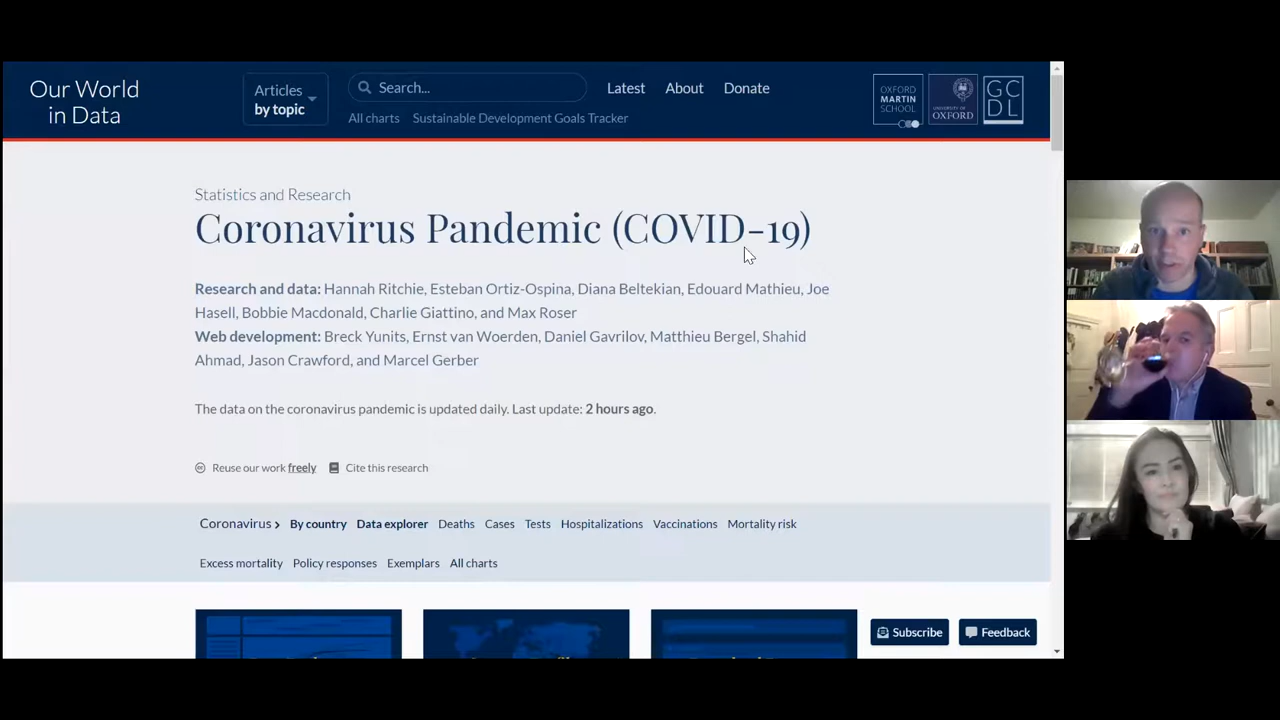 Our World
in Data
Articles
by topic
Search...
Latest
About
Donate
All charts
Sustainable Development Goals Tracker
OXFORD
MARTIN
SCHOOL
UNIVERSITY OF
OXFORD
GC
DL
Statistics and Research
Coronavirus Pandemic (COVID-19)
Research and data: Hannah Ritchie, Esteban Ortiz-Ospina, Diana Beltekian, Edouard Mathieu, Joe
Hasell, Bobbie Macdonald, Charlie Giattino, and Max Roser
Web development: Breck Yunits, Ernst van Woerden, Daniel Gavrilov, Matthieu Bergel, Shahid
Ahmad, Jason Crawford, and Marcel Gerber
The data on the coronavirus pandemic is updated daily. Last update: 2 hours ago.
Reuse our work freely
Cite this research
Coronavirus
By country
Data explorer
Deaths
Cases
Tests
Hospitalizations
Vaccinations
Mortality risk
Excess mortality
Policy responses
Exemplars
All charts
Subscribe
Feedback